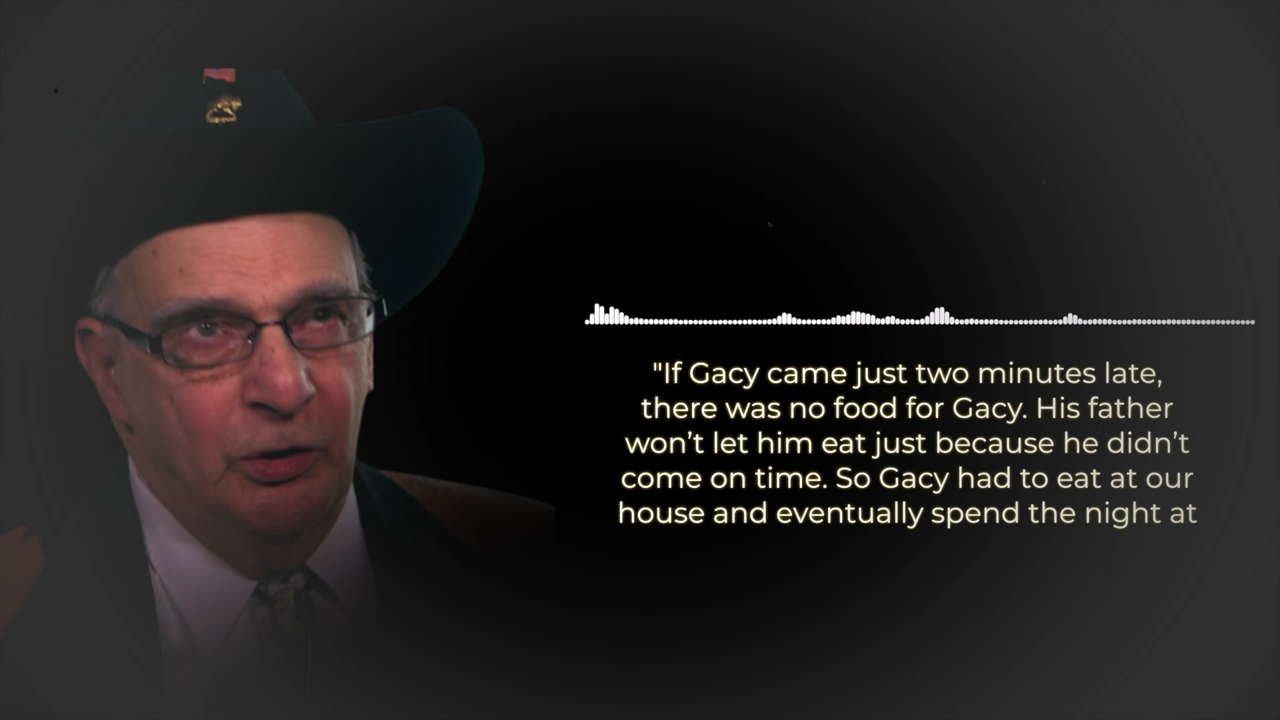 "If Gacy came just two minutes late,
there was no food for Gacy. His father
won’t let him eat just because he didn’t
come on time. So Gacy had to eat at our
house and eventually spend the night at